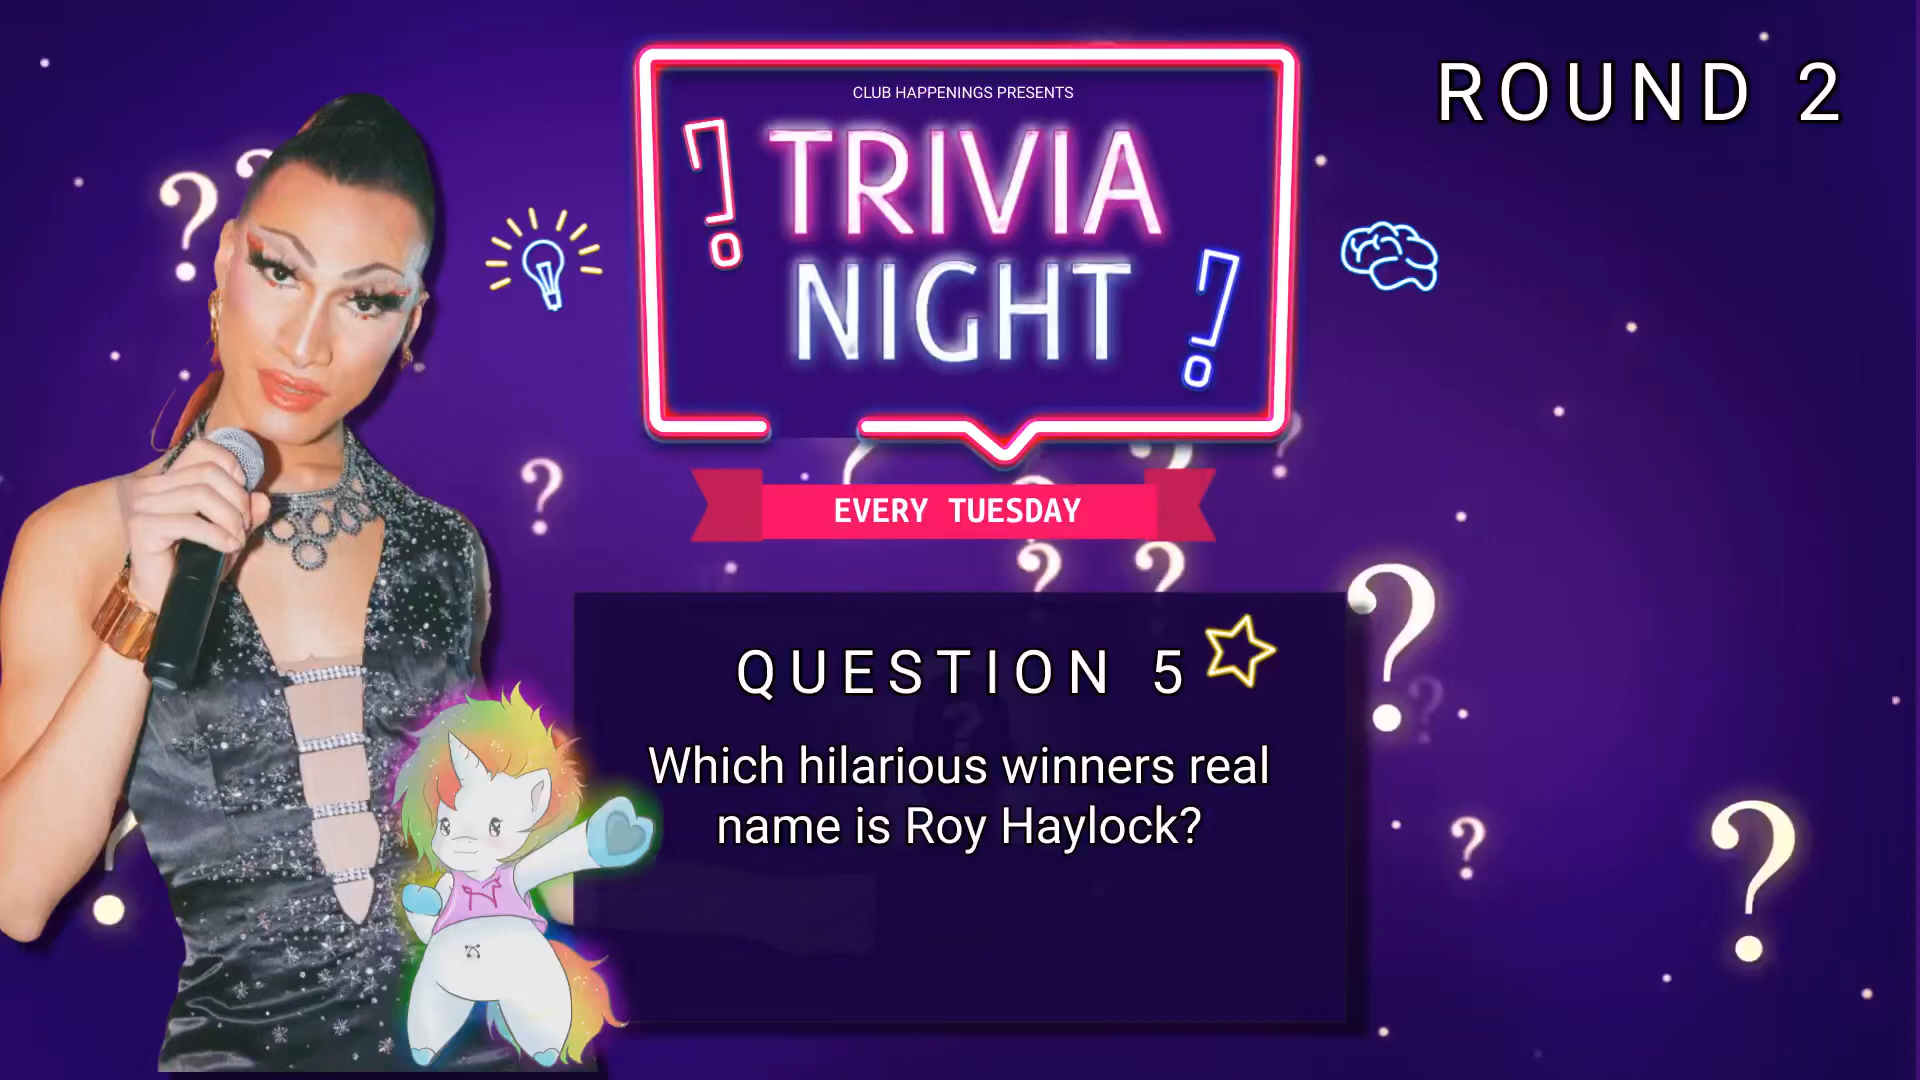 CLUB HAPPENINGS PRESENTS
ROUND 2
TRIVIA
NIGHT
EVERY TUESDAY
QUESTION 5
Which hilarious winners real
name is Roy Haylock?